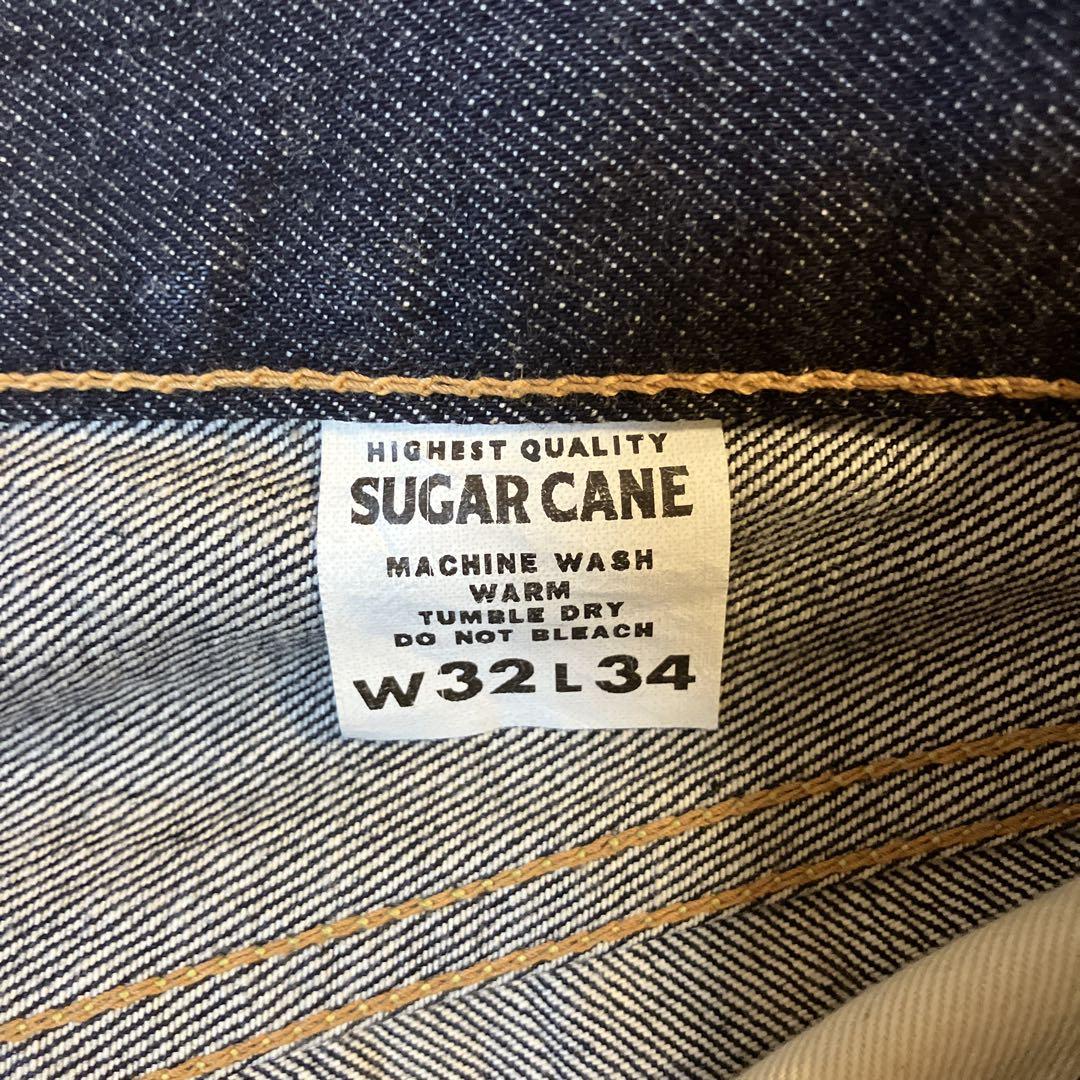 HIGHEST QUALITY
SUGAR CANE
MACHINE WASH
WARM
TUMBLE DRY
DO NOT BLEACH
W32 L34